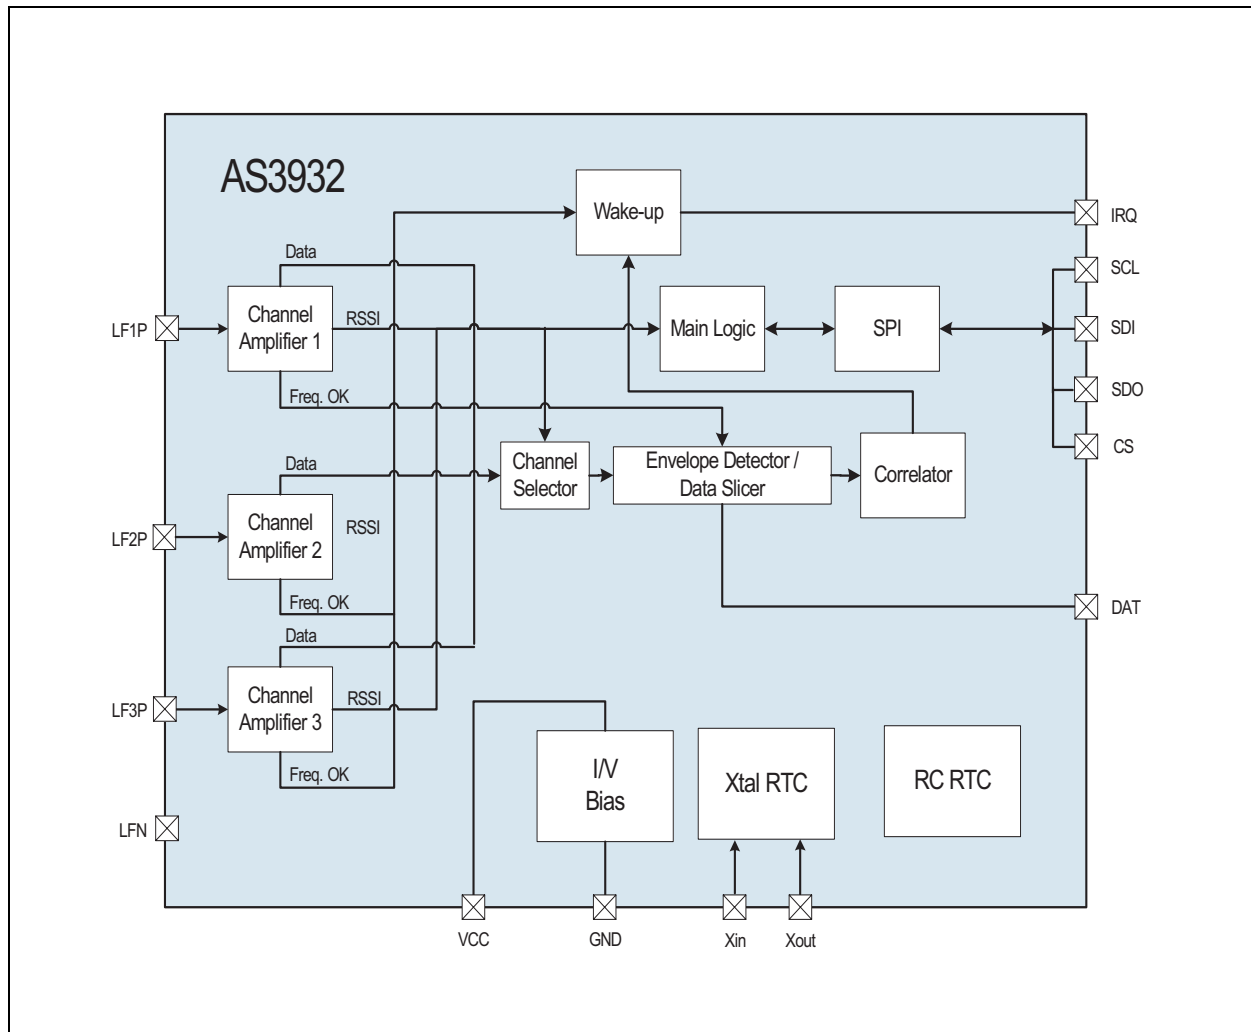 AS3932
Wake-up
IRQ
Data
SCL
LF1P
Channel
Amplifier 1
RSSI
Main Logic
SPI
SDI
Freq. OK
SDO
CS
Data
Channel
Selector
Envelope Detector /
Data Slicer
Correlator
LF2P
Channel
Amplifier 2
RSSI
Freq. OK
DAT
Data
LF3P
Channel
Amplifier 3
RSSI
Freq. OK
I/V
Bias
Xtal RTC
RC RTC
LFN
VCC
GND
Xin
Xout